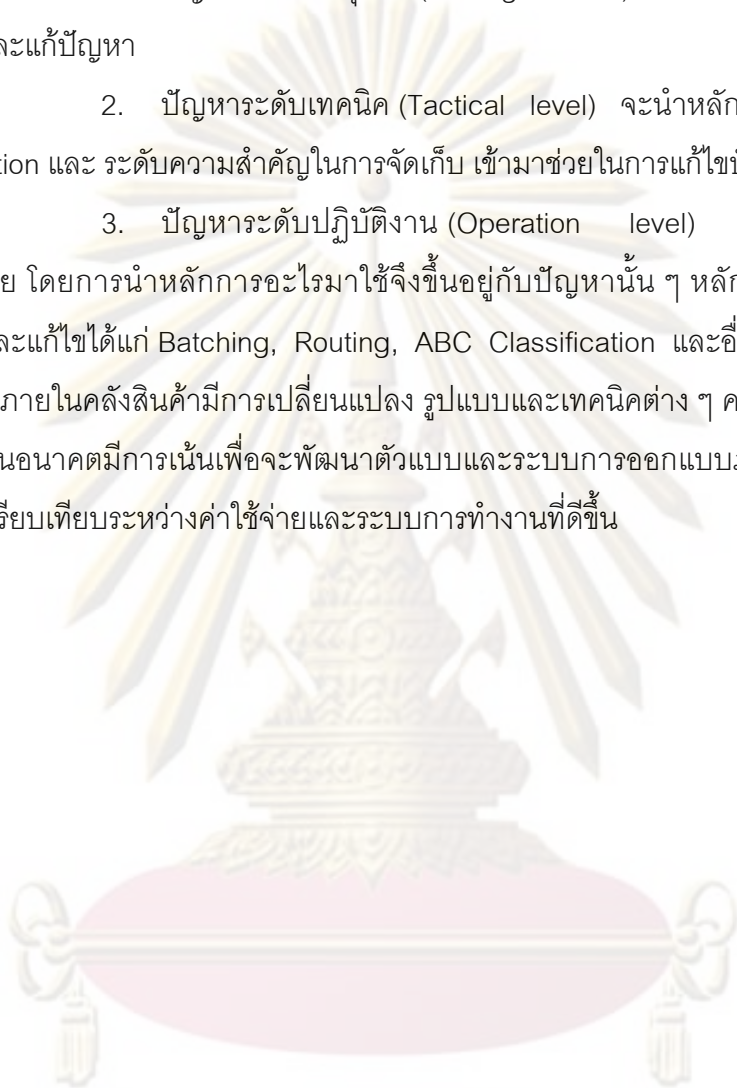 ละแก้ปัญหา
2. ปัญหาระดับเทคนิค (Tactical level) จะนำหลัก
tion และ ระดับความสำคัญในการจัดเก็บ เข้ามาช่วยในการแก้ไข
3. ปัญหาระดับปฏิบัติงาน (Operation level)
ย โดยการนำหลักการอะไรมาใช้จึงขึ้นอยู่กับปัญหานั้น ๆ หลัก
ละแก้ไขได้แก่ Batching, Routing, ABC Classification และอื่
ภายในคลังสินค้ามีการเปลี่ยนแปลง รูปแบบและเทคนิคต่าง ๆ ค
นอนาคตมีการเน้นเพื่อจะพัฒนาตัวแบบและระบบการออกแบบ
รียบเทียบระหว่างค่าใช้จ่ายและระบบการทำงานที่ดีขึ้น